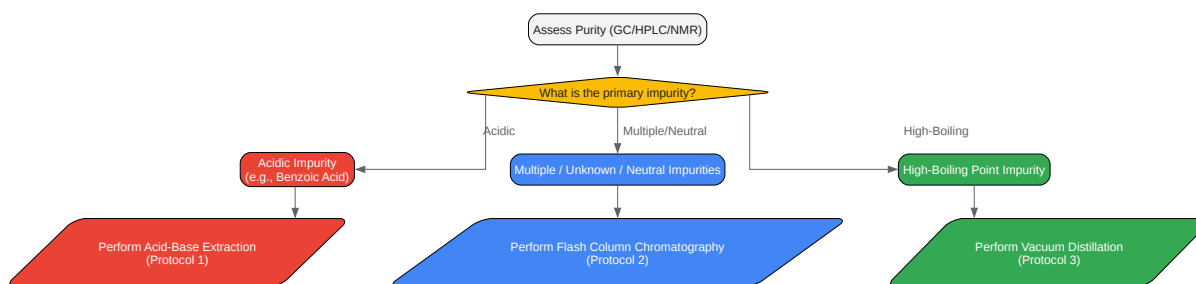 Assess Purity (GC/HPLC/NMR)
What is the primary impurity?
Acidic
Multiple/Neutral
High-Boiling
Acidic Impurity
(e.g., Benzoic Acid)
Multiple / Unknown / Neutral Impurities
High-Boiling Point Impurity
Perform Acid-Base Extraction
(Protocol 1)
Perform Flash Column Chromatography
(Protocol 2)
Perform Vacuum Distillation
(Protocol 3)